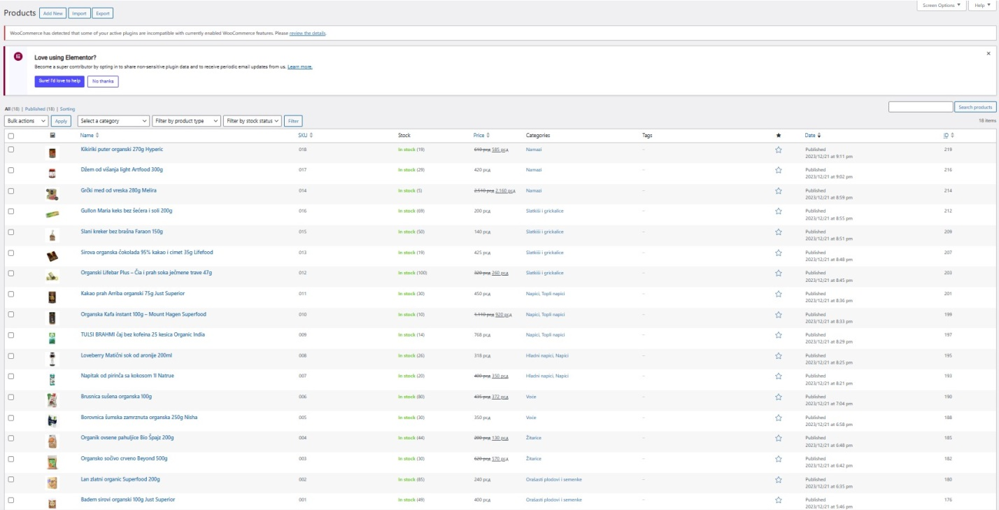 Screen Options ▼ Help ▼
Products Add New Import Export
WooCommerce has detected that some of your active plugins are incompatible with currently enabled WooCommerce features. Please review the details.
Love using Elementor?
Become a super contributor by opting in to share non-sensitive plugin data and to receive periodic email updates from us. Learn more.
Sure! I'd love to help No thanks
All (18) | Published (18) | Sorting
Search products
Bulk actions Apply Select a category Filter by product type Filter by stock status Filter 18 items
Name SKU Stock Price Categories Tags Date ID
Kikiriki puter organski 270g Hyperic 018 In stock (19) 610 рсд 585 рсд Namazi – Published 219
2023/12/21 at 9:11 pm
Džem od višanja light Artfood 300g 017 In stock (29) 420 рсд Namazi – Published 216
2023/12/21 at 9:02 pm
Grčki med od vreska 280g Melira 014 In stock (5) 2.510 рсд 2.160 рсд Namazi – Published 214
2023/12/21 at 8:59 pm
Gullon Maria keks bez šećera i soli 200g 016 In stock (69) 200 рсд Slatkiši i grickalice – Published 212
2023/12/21 at 8:55 pm
Slani kreker bez brašna Faraon 150g 015 In stock (50) 140 рсд Slatkiši i grickalice – Published 209
2023/12/21 at 8:51 pm
Sirova organska čokolada 95% kakao i cimet 35g Lifefood 013 In stock (19) 425 рсд Slatkiši i grickalice – Published 207
2023/12/21 at 8:48 pm
Organski Lifebar Plus – Čia i prah soka ječmene trave 47g 012 In stock (100) 320 рсд 260 рсд Slatkiši i grickalice – Published 203
2023/12/21 at 8:45 pm
Kakao prah Arriba organski 75g Just Superior 011 In stock (30) 450 рсд Napici, Topli napici – Published 201
2023/12/21 at 8:36 pm
Organska Kafa instant 100g – Mount Hagen Superfood 010 In stock (10) 1.110 рсд 920 рсд Napici, Topli napici – Published 199
2023/12/21 at 8:33 pm
TULSI BRAHMI čaj bez kofeina 25 kesica Organic India 009 In stock (14) 768 рсд Napici, Topli napici – Published 197
2023/12/21 at 8:29 pm
Loveberry Matični sok od aronije 200ml 008 In stock (26) 318 рсд Hladni napici, Napici – Published 195
2023/12/21 at 8:25 pm
Napitak od pirinča sa kokosom 1l Natrue 007 In stock (20) 400 рсд 350 рсд Hladni napici, Napici – Published 193
2023/12/21 at 8:21 pm
Brusnica sušena organska 100g 006 In stock (80) 435 рсд 372 рсд Voće – Published 190
2023/12/21 at 7:04 pm
Borovnica šumska zamrznuta organska 250g Nisha 005 In stock (30) 350 рсд Voće – Published 188
2023/12/21 at 6:58 pm
Organik ovsene pahuljice Bio Špajz 200g 004 In stock (44) 200 рсд 130 рсд Žitarice – Published 185
2023/12/21 at 6:48 pm
Organsko sočivo crveno Beyond 500g 003 In stock (30) 620 рсд 570 рсд Žitarice – Published 182
2023/12/21 at 6:42 pm
Lan zlatni organic Superfood 200g 002 In stock (85) 240 рсд Orašasti plodovi i semenke – Published 180
2023/12/21 at 6:35 pm
Badem sirovi organski 100g Just Superior 001 In stock (49) 400 рсд Orašasti plodovi i semenke – Published 176
2023/12/21 at 5:46 pm